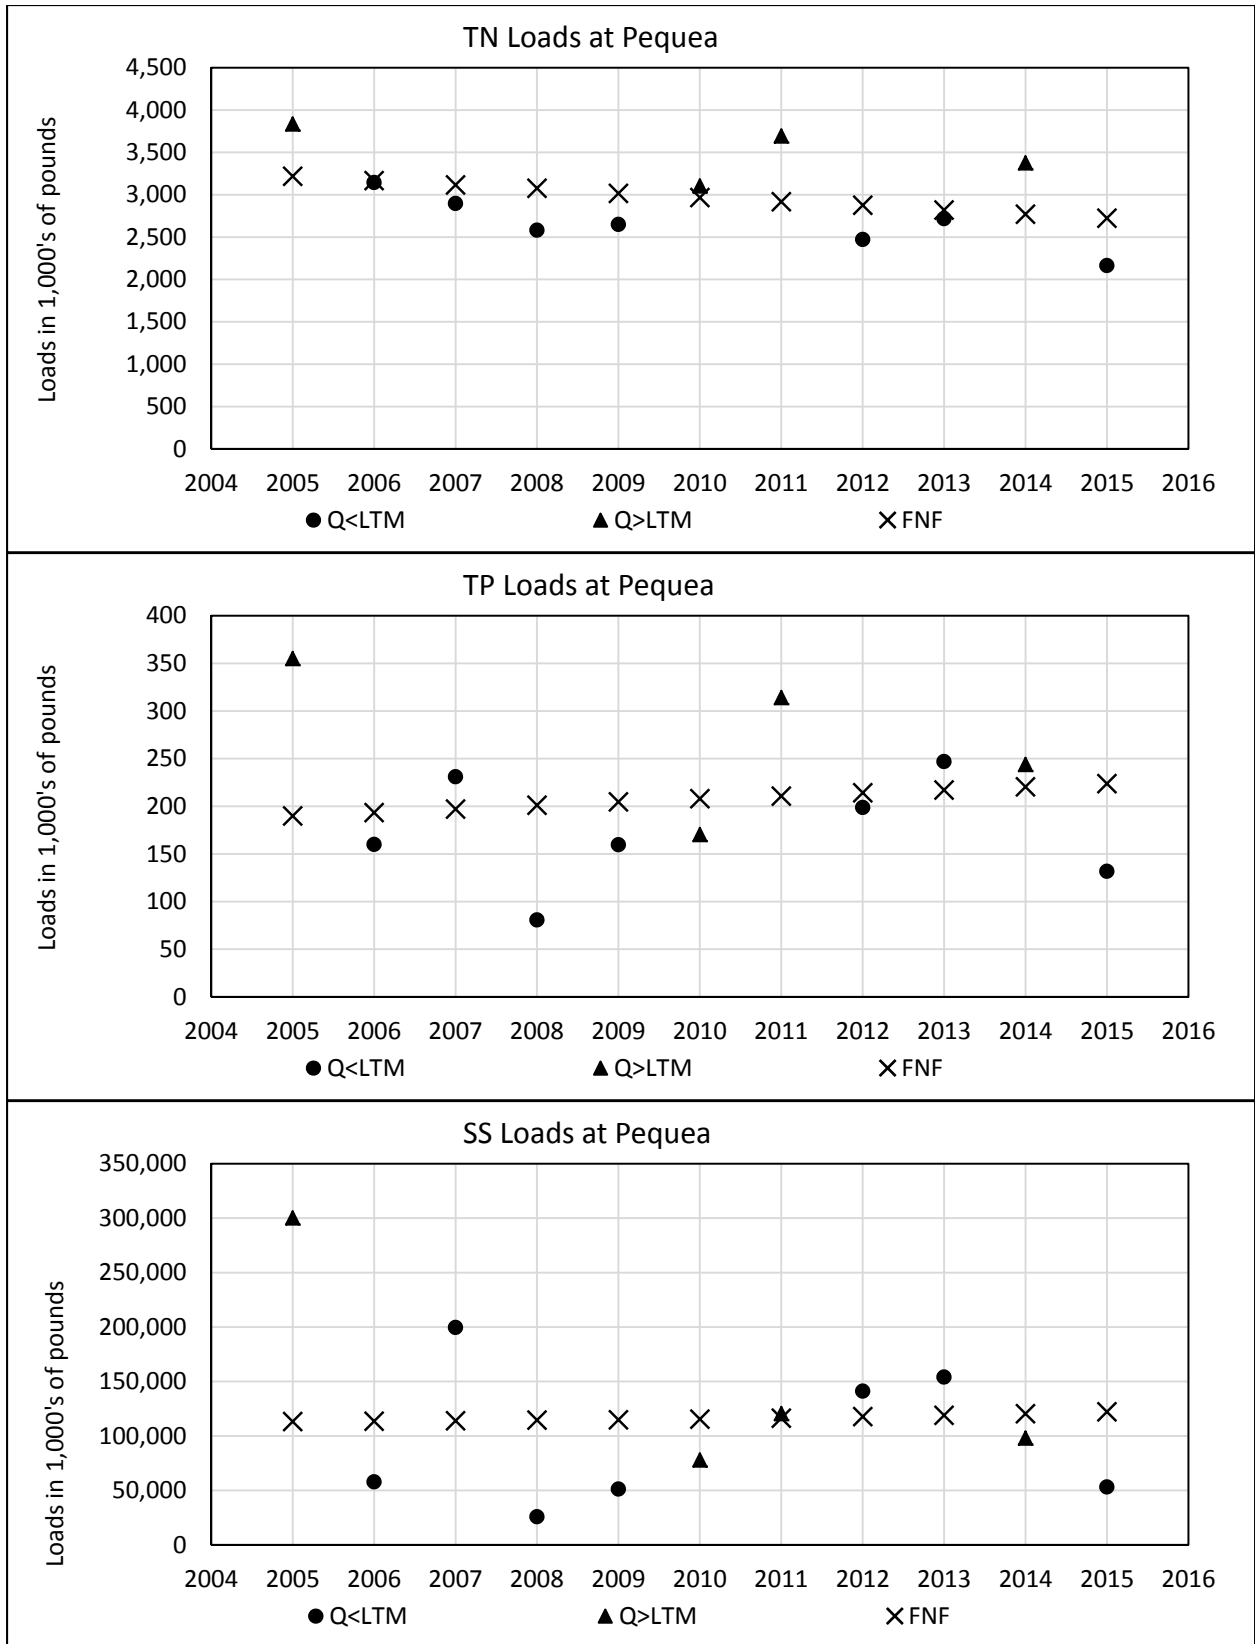 TN Loads at Pequea
Loads in 1,000's of pounds
4,500
4,000
3,500
3,000
2,500
2,000
1,500
1,000
500
0
2004 2005 2006 2007 2008 2009 2010 2011 2012 2013 2014 2015 2016
Q<LTM Q>LTM FNF
TP Loads at Pequea
Loads in 1,000's of pounds
400
350
300
250
200
150
100
50
0
2004 2005 2006 2007 2008 2009 2010 2011 2012 2013 2014 2015 2016
Q<LTM Q>LTM FNF
SS Loads at Pequea
Loads in 1,000's of pounds
350,000
300,000
250,000
200,000
150,000
100,000
50,000
0
2004 2005 2006 2007 2008 2009 2010 2011 2012 2013 2014 2015 2016
Q<LTM Q>LTM FNF